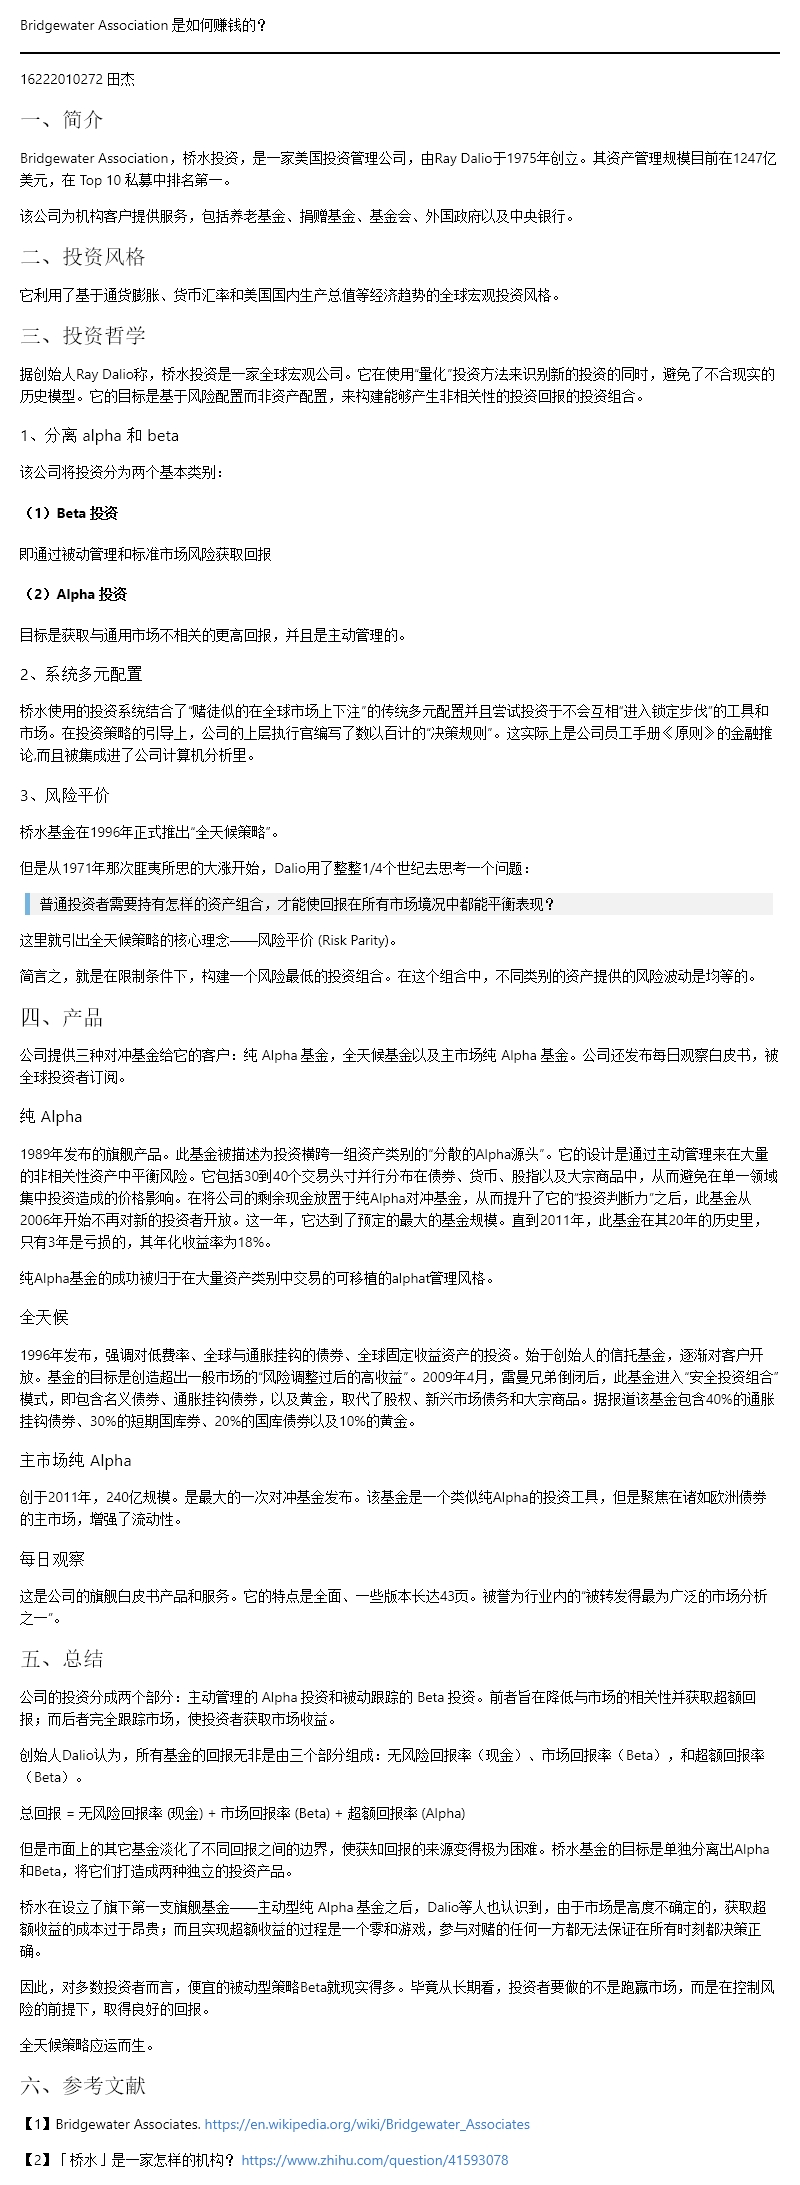 Bridgewater Association 是如何赚钱的？
16222010272 田杰
一、简介
Bridgewater Association，桥水投资，是一家美国投资管理公司，由Ray Dalio于1975年创立。其资产管理规模目前在1247亿
美元，在 Top 10 私募中排名第一。
该公司为机构客户提供服务，包括养老基金、捐赠基金、基金会、外国政府以及中央银行。
二、投资风格
它利用了基于通货膨胀、货币汇率和美国国内生产总值等经济趋势的全球宏观投资风格。
三、投资哲学
据创始人Ray Dalio称，桥水投资是一家全球宏观公司。它在使用“量化”投资方法来识别新的投资的同时，避免了不合现实的
历史模型。它的目标是基于风险配置而非资产配置，来构建能够产生非相关性的投资回报的投资组合。
1、分离 alpha 和 beta
该公司将投资分为两个基本类别：
（1）Beta 投资
即通过被动管理和标准市场风险获取回报
（2）Alpha 投资
目标是获取与通用市场不相关的更高回报，并且是主动管理的。
2、系统多元配置
桥水使用的投资系统结合了“赌徒似的在全球市场上下注”的传统多元配置并且尝试投资于不会互相“进入锁定步伐”的工具和
市场。在投资策略的引导上，公司的上层执行官编写了数以百计的“决策规则”。这实际上是公司员工手册《原则》的金融推
论,而且被集成进了公司计算机分析里。
3、风险平价
桥水基金在1996年正式推出“全天候策略”。
但是从1971年那次匪夷所思的大涨开始，Dalio用了整整1/4个世纪去思考一个问题：
普通投资者需要持有怎样的资产组合，才能使回报在所有市场境况中都能平衡表现？
这里就引出全天候策略的核心理念——风险平价 (Risk Parity)。
简言之，就是在限制条件下，构建一个风险最低的投资组合。在这个组合中，不同类别的资产提供的风险波动是均等的。
四、产品
公司提供三种对冲基金给它的客户：纯 Alpha 基金，全天候基金以及主市场纯 Alpha 基金。公司还发布每日观察白皮书，被
全球投资者订阅。
纯 Alpha
1989年发布的旗舰产品。此基金被描述为投资横跨一组资产类别的“分散的Alpha源头”。它的设计是通过主动管理来在大量
的非相关性资产中平衡风险。它包括30到40个交易头寸并行分布在债券、货币、股指以及大宗商品中，从而避免在单一领域
集中投资造成的价格影响。在将公司的剩余现金放置于纯Alpha对冲基金，从而提升了它的“投资判断力”之后，此基金从
2006年开始不再对新的投资者开放。这一年，它达到了预定的最大的基金规模。直到2011年，此基金在其20年的历史里，
只有3年是亏损的，其年化收益率为18%。
纯Alpha基金的成功被归于在大量资产类别中交易的可移植的alphat管理风格。
全天候
1996年发布，强调对低费率、全球与通胀挂钩的债券、全球固定收益资产的投资。始于创始人的信托基金，逐渐对客户开
放。基金的目标是创造超出一般市场的“风险调整过后的高收益”。2009年4月，雷曼兄弟倒闭后，此基金进入“安全投资组合”
模式，即包含名义债券、通胀挂钩债券，以及黄金，取代了股权、新兴市场债务和大宗商品。据报道该基金包含40%的通胀
挂钩债券、30%的短期国库券、20%的国库债券以及10%的黄金。
主市场纯 Alpha
创于2011年，240亿规模。是最大的一次对冲基金发布。该基金是一个类似纯Alpha的投资工具，但是聚焦在诸如欧洲债券
的主市场，增强了流动性。
每日观察
这是公司的旗舰白皮书产品和服务。它的特点是全面、一些版本长达43页。被誉为行业内的“被转发得最为广泛的市场分析
之一”。
五、总结
公司的投资分成两个部分：主动管理的 Alpha 投资和被动跟踪的 Beta 投资。前者旨在降低与市场的相关性并获取超额回
报；而后者完全跟踪市场，使投资者获取市场收益。
创始人Dalio认为，所有基金的回报无非是由三个部分组成：无风险回报率（现金）、市场回报率（Beta），和超额回报率
（Beta）。
总回报 = 无风险回报率 (现金) + 市场回报率 (Beta) + 超额回报率 (Alpha)
但是市面上的其它基金淡化了不同回报之间的边界，使获知回报的来源变得极为困难。桥水基金的目标是单独分离出Alpha
和Beta，将它们打造成两种独立的投资产品。
桥水在设立了旗下第一支旗舰基金——主动型纯 Alpha 基金之后，Dalio等人也认识到，由于市场是高度不确定的，获取超
额收益的成本过于昂贵；而且实现超额收益的过程是一个零和游戏，参与对赌的任何一方都无法保证在所有时刻都决策正
确。
因此，对多数投资者而言，便宜的被动型策略Beta就现实得多。毕竟从长期看，投资者要做的不是跑赢市场，而是在控制风
险的前提下，取得良好的回报。
全天候策略应运而生。
六、参考文献
【1】Bridgewater Associates. https://en.wikipedia.org/wiki/Bridgewater_Associates
【2】「桥水」是一家怎样的机构？ https://www.zhihu.com/question/41593078